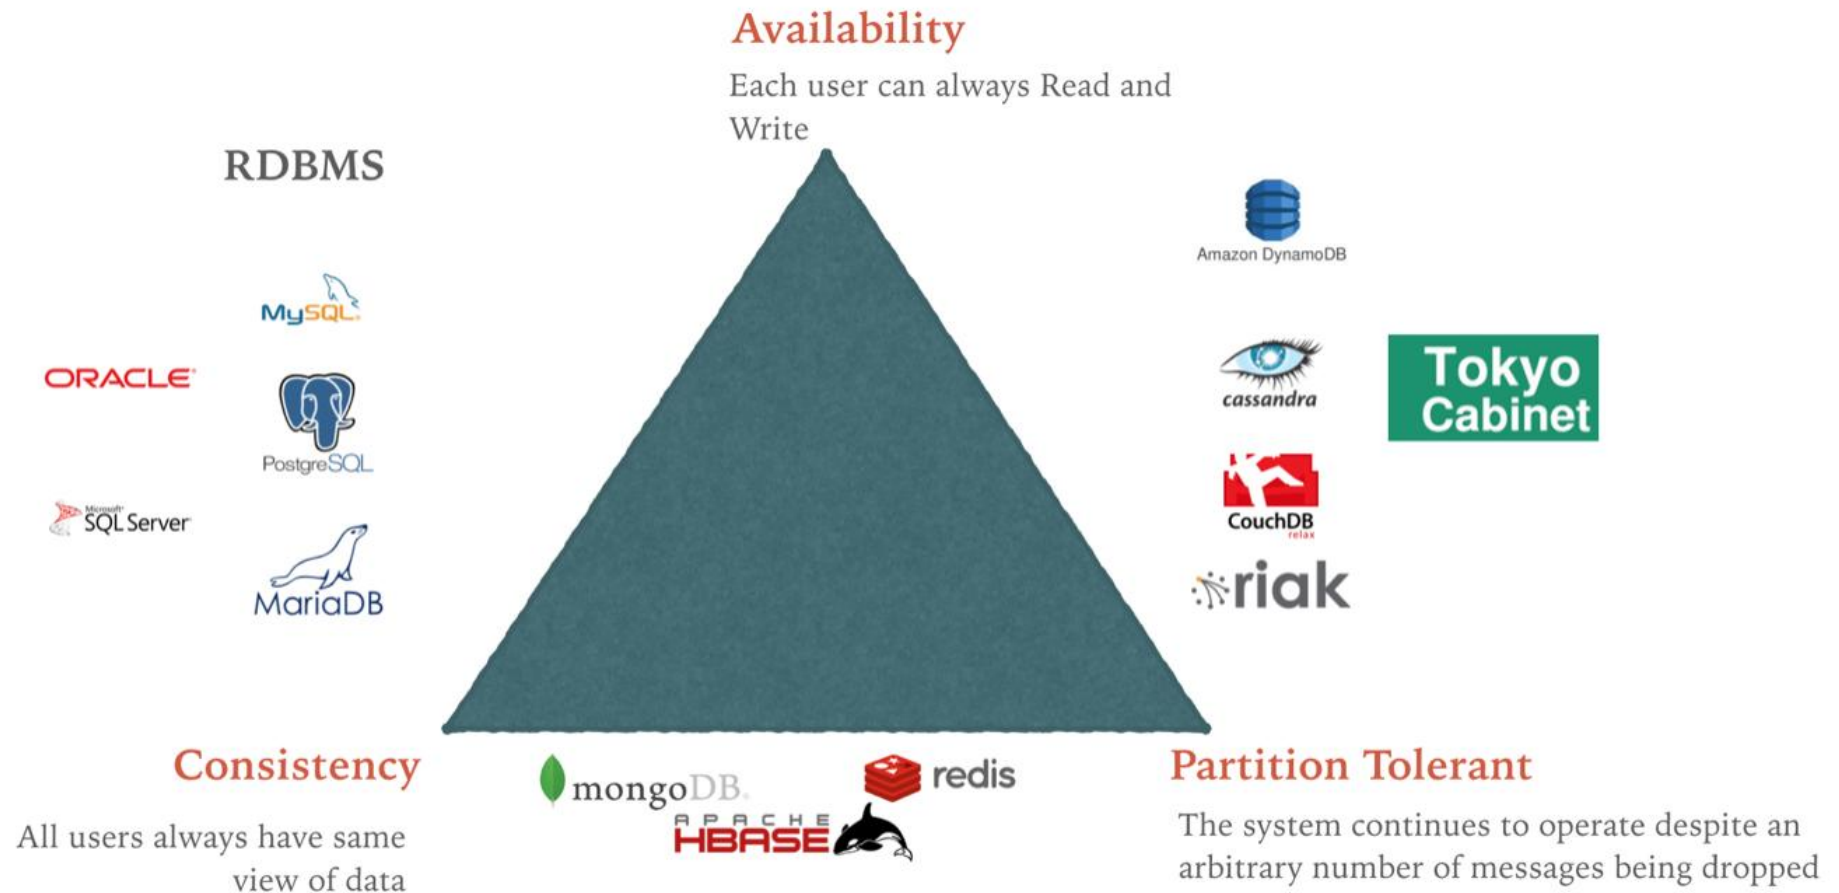 Availability
Each user can always Read and
Write
RDBMS
MySQL®
ORACLE®
PostgreSQL
Microsoft®
SQL Server
MariaDB
Amazon DynamoDB
cassandra
Tokyo
Cabinet
CouchDB
relax
riak
Consistency
All users always have same
view of data
mongoDB®
redis
APACHE
HBASE
Partition Tolerant
The system continues to operate despite an
arbitrary number of messages being dropped